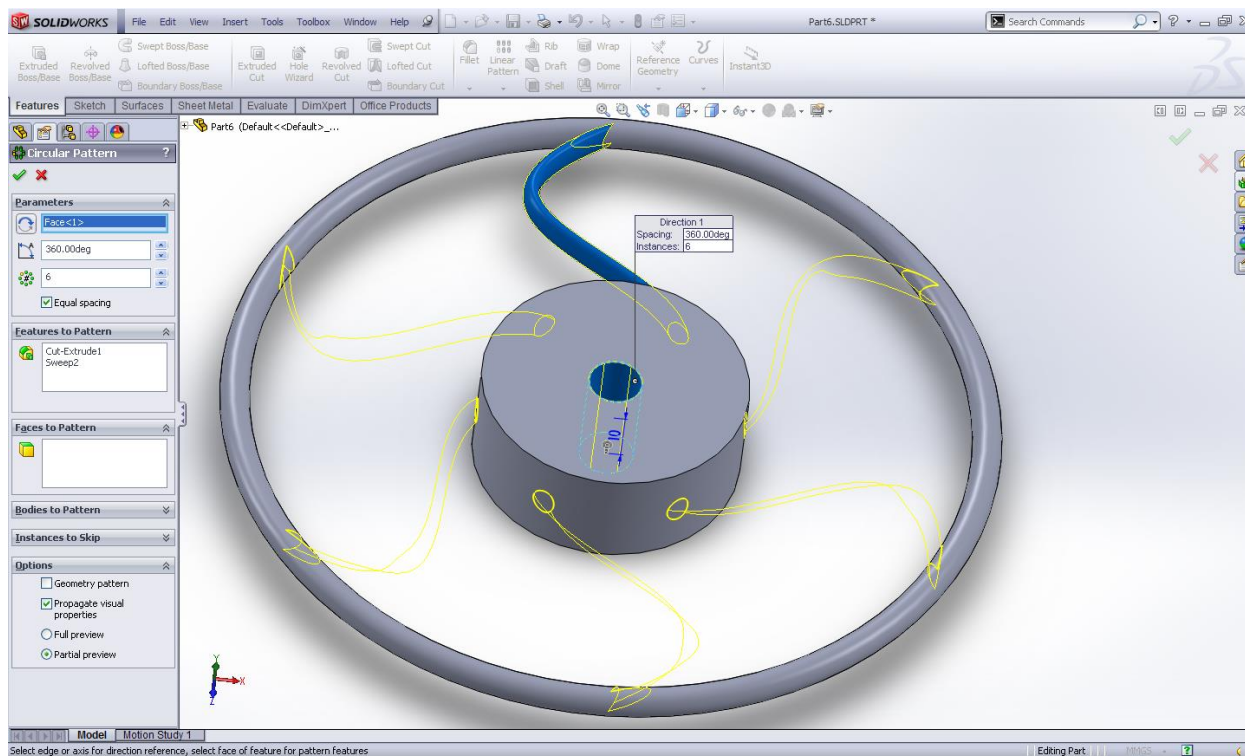 SOLIDWORKS File Edit View Insert Tools Toolbox Window Help Part6.SLDPRT * Search Commands
Extruded Boss/Base
Revolved Boss/Base
Swept Boss/Base
Lofted Boss/Base
Boundary Boss/Base
Extruded Cut
Hole Wizard
Revolved Cut
Swept Cut
Lofted Cut
Boundary Cut
Fillet
Linear Pattern
Rib
Draft
Shell
Wrap
Dome
Mirror
Reference Geometry
Curves
Instant3D
Features Sketch Surfaces Sheet Metal Evaluate DimXpert Office Products
Part6 (Default<<Default>_...
Circular Pattern ?
Parameters
Face<1>
360.00deg
6
Equal spacing
Features to Pattern
Cut-Extrude1
Sweep2
Faces to Pattern
Bodies to Pattern
Instances to Skip
Options
Geometry pattern
Propagate visual
properties
Full preview
Partial preview
Direction 1
Spacing: 360.00deg
Instances: 6
10
Y
X
Z
Model Motion Study 1
Select edge or axis for direction reference, select face of feature for pattern features Editing Part MMGS ?